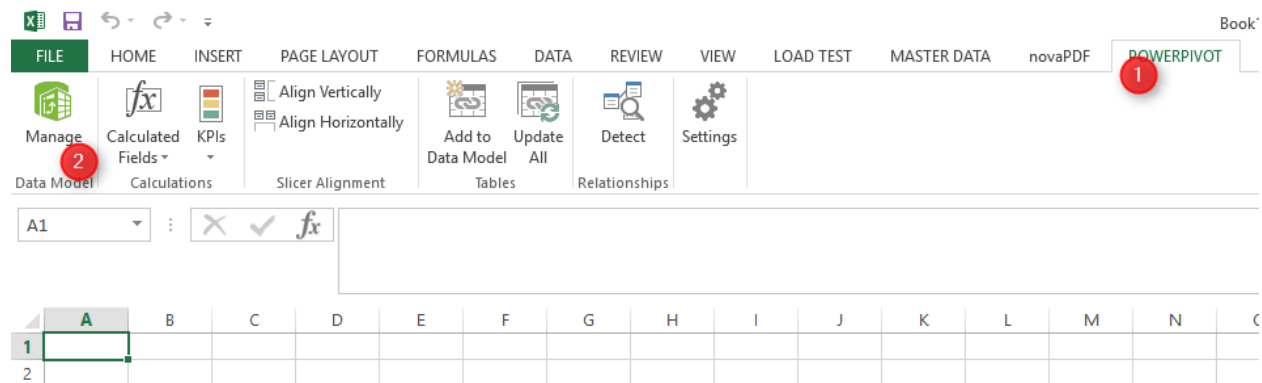 Book1
FILE HOME INSERT PAGE LAYOUT FORMULAS DATA REVIEW VIEW LOAD TEST MASTER DATA novaPDF POWERPIVOT
1
Align Vertically
Align Horizontally
Manage Calculated KPIs Add to Update Detect Settings
2 Fields Data Model All
Data Model Calculations Slicer Alignment Tables Relationships
A1 fx
A B C D E F G H I J K L M N
1
2